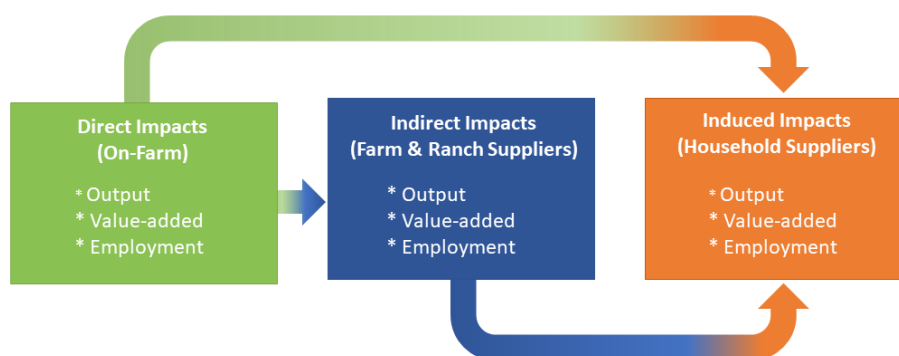 Direct Impacts
(On-Farm)
* Output
* Value-added
* Employment
Indirect Impacts
(Farm & Ranch Suppliers)
* Output
* Value-added
* Employment
Induced Impacts
(Household Suppliers)
* Output
* Value-added
* Employment